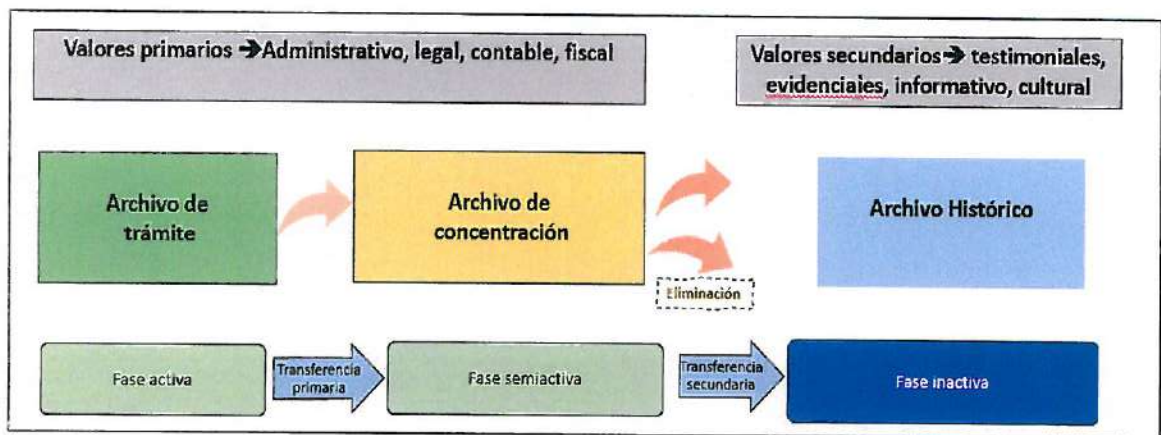 Valores primarios ➔Administrativo, legal, contable, fiscal
Valores secundarios➔ testimoniales,
evidenciales, informativo, cultural
Archivo de
trámite
Archivo de
concentración
Archivo Histórico
Eliminación
Fase activa
Transferencia
primaria
Fase semiactiva
Transferencia
secundaria
Fase inactiva